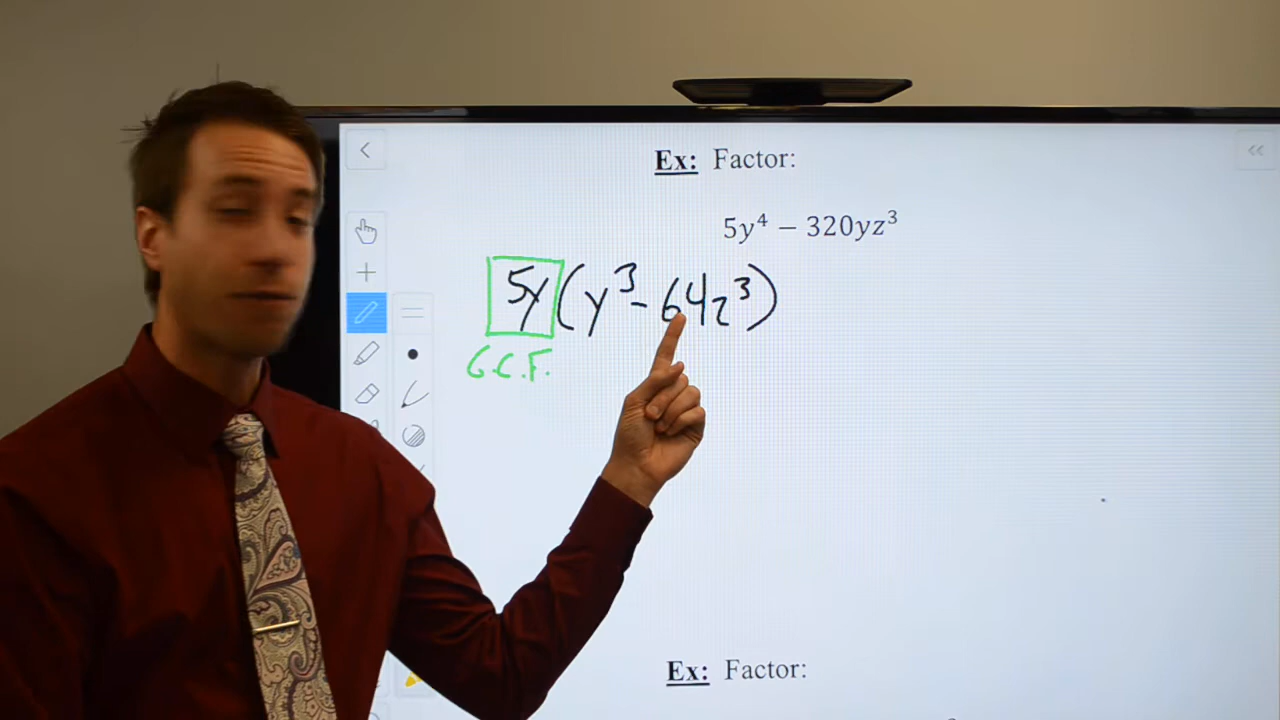 Ex: Factor:
5y⁴ − 320yz³
5y(y³-64z³)
G.C.F.
Ex: Factor: